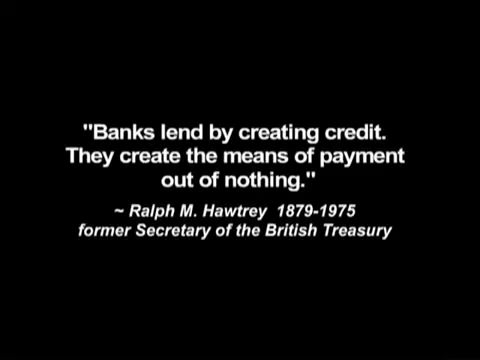 "Banks lend by creating credit.
They create the means of payment
out of nothing."
~ Ralph M. Hawtrey 1879-1975
former Secretary of the British Treasury